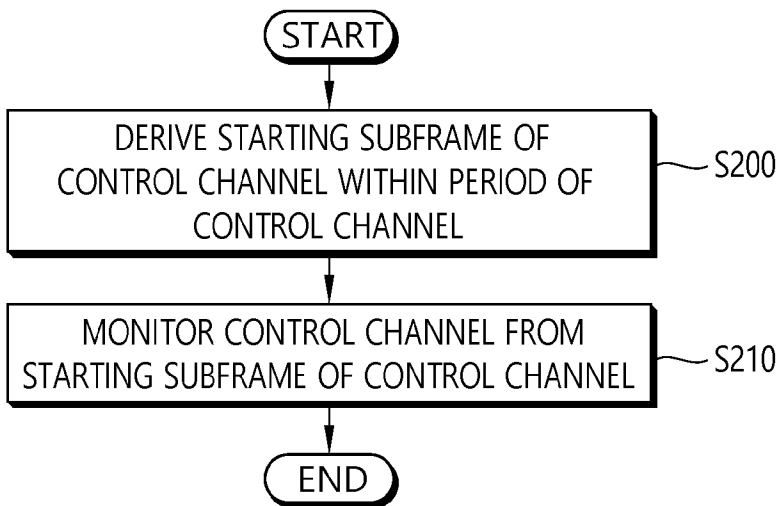 START
DERIVE STARTING SUBFRAME OF
CONTROL CHANNEL WITHIN PERIOD OF
CONTROL CHANNEL
S200
MONITOR CONTROL CHANNEL FROM
STARTING SUBFRAME OF CONTROL CHANNEL
S210
END